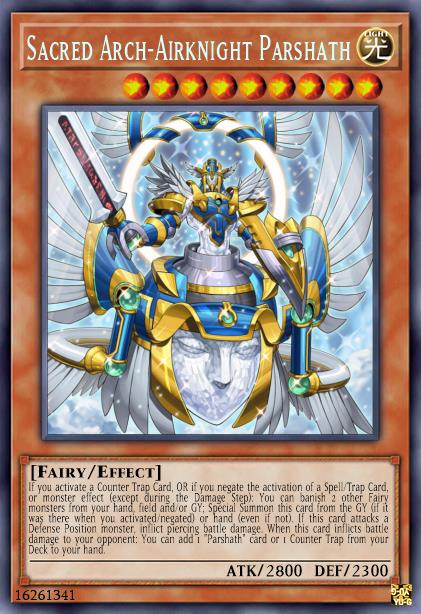 SACRED ARCH-AIRKNIGHT PARSHATH
LIGHT
光
[FAIRY/EFFECT]
If you activate a Counter Trap Card, OR if you negate the activation of a Spell/Trap Card,
or monster effect (except during the Damage Step): You can banish 2 other Fairy
monsters from your hand, field and/or GY; Special Summon this card from the GY (if it
was there when you activated/negated) or hand (even if not). If this card attacks a
Defense Position monster, inflict piercing battle damage. When this card inflicts battle
damage to your opponent: You can add 1 "Parshath" card or 1 Counter Trap from your
Deck to your hand.
ATK/2800 DEF/2300
16261341